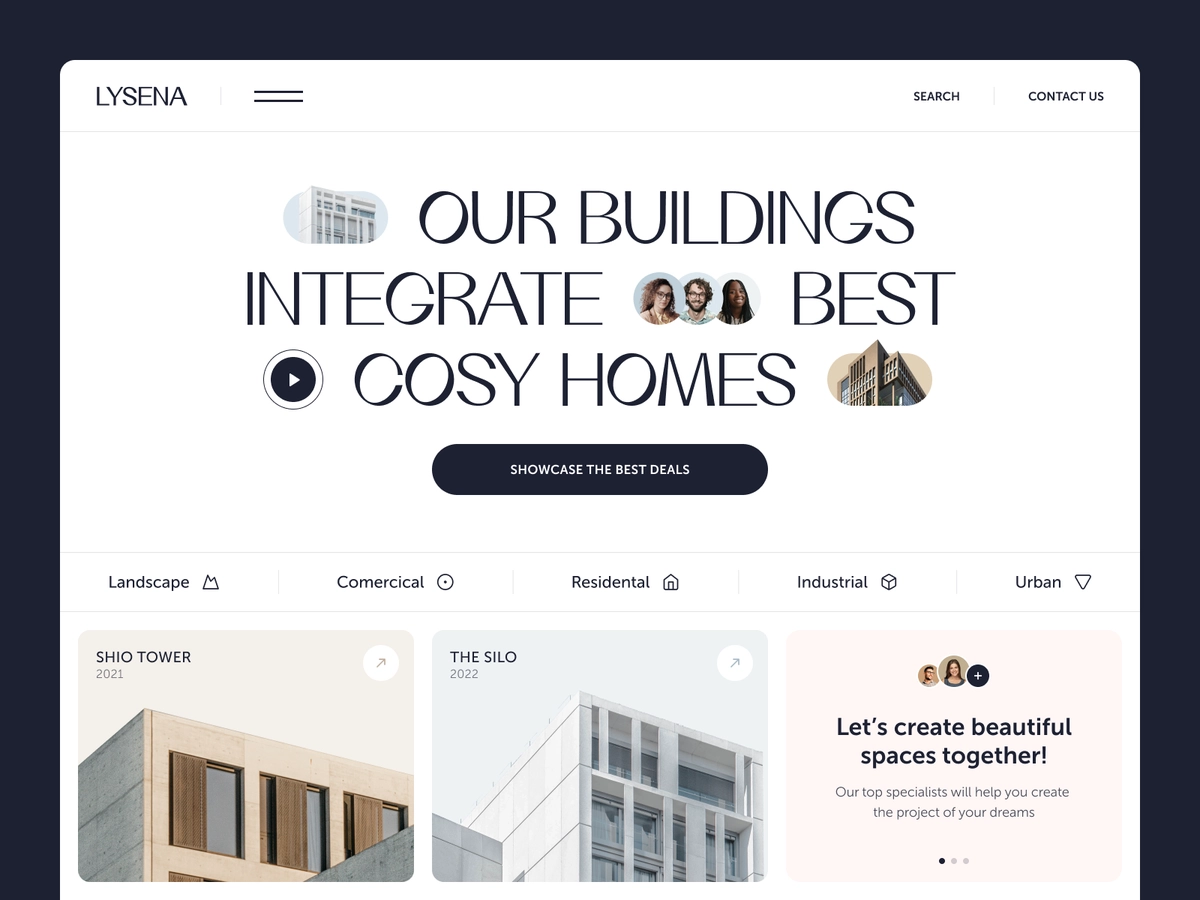 LYSENA
SEARCH
CONTACT US
OUR BUILDINGS
INTEGRATE BEST
COSY HOMES
SHOWCASE THE BEST DEALS
Landscape
Comercical
Residental
Industrial
Urban
SHIO TOWER
2021
THE SILO
2022
Let's create beautiful
spaces together!
Our top specialists will help you create
the project of your dreams